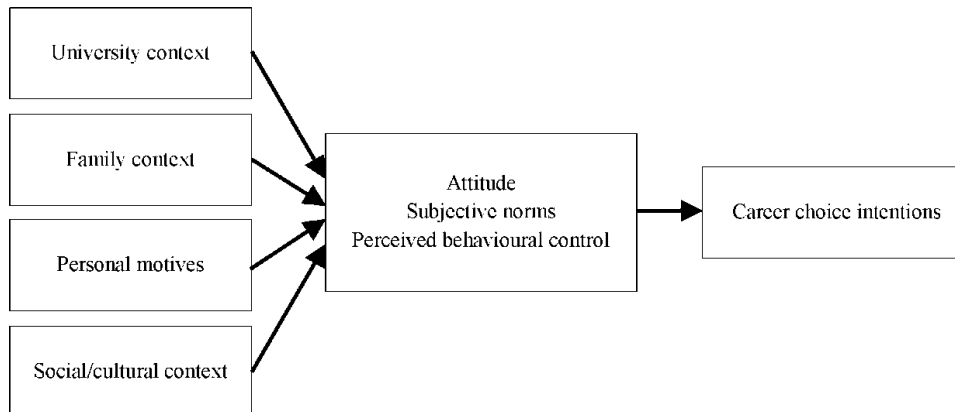 University context
Family context
Personal motives
Social/cultural context
Attitude
Subjective norms
Perceived behavioural control
Career choice intentions